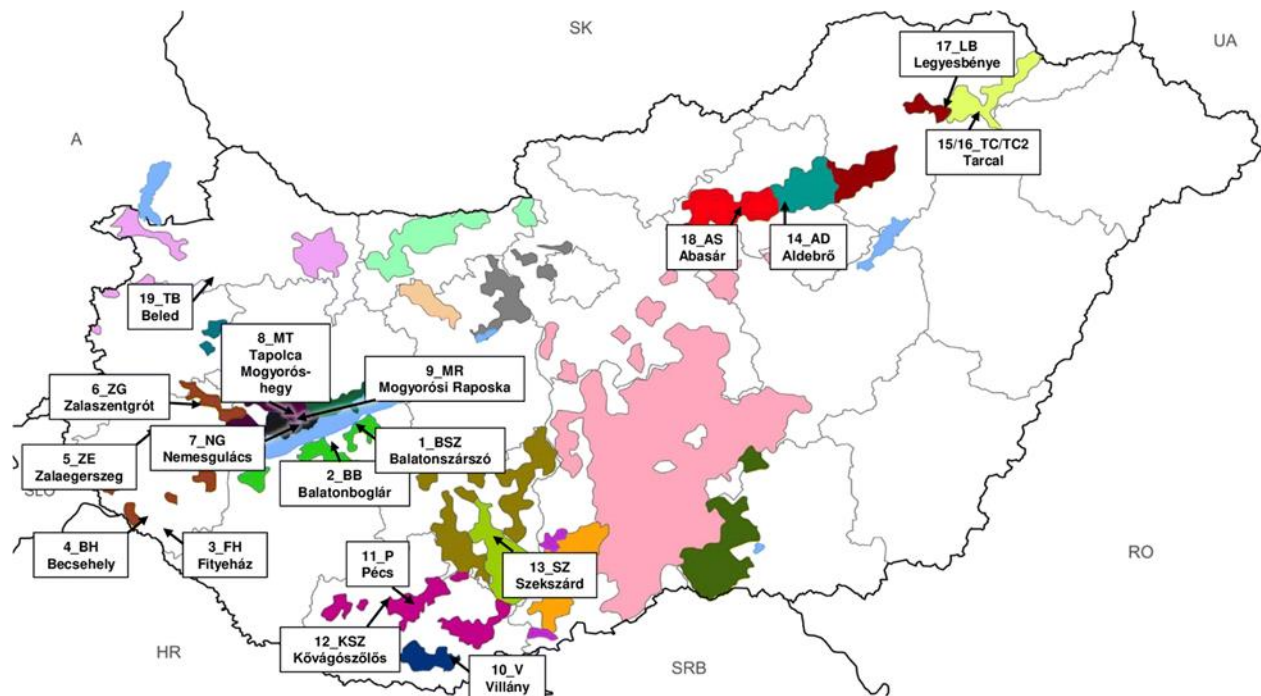 SK
UA
17_LB
Legyesbénye
A
15/16_TC/TC2
Tarcal
18_AS
Abasár
14_AD
Aldebrő
19_TB
Beled
8_MT
Tapolca
Mogyorós-
hegy
9_MR
Mogyorósi Raposka
6_ZG
Zalaszentgrót
7_NG
Nemesgulács
1_BSZ
Balatonszárszó
5_ZE
Zalaegerszeg
2_BB
Balatonboglár
SLO
4_BH
Becsehely
3_FH
Fityeház
11_P
Pécs
13_SZ
Szekszárd
RO
12_KSZ
Kővágószőlős
HR
10_V
Villány
SRB